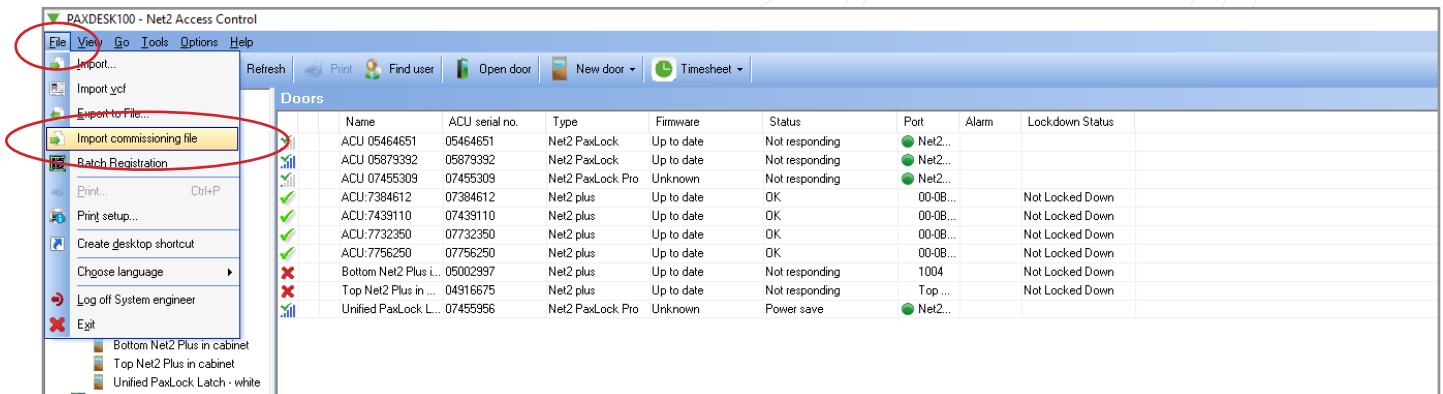 PAXDESK100 - Net2 Access Control
File View Go Tools Options Help
Refresh Print Find user Open door New door Timesheet
Import...
Import vcf
Export to File...
Import commissioning file
Batch Registration
Print... Ctrl+P
Print setup...
Create desktop shortcut
Choose language
Log off System engineer
Exit
Bottom Net2 Plus in cabinet
Top Net2 Plus in cabinet
Unified PaxLock Latch - white
Doors
Name ACU serial no. Type Firmware Status Port Alarm Lockdown Status
ACU 05464651 05464651 Net2 PaxLock Up to date Not responding Net2...
ACU 05879392 05879392 Net2 PaxLock Up to date Not responding Net2...
ACU 07455309 07455309 Net2 PaxLock Pro Unknown Not responding Net2...
ACU:7384612 07384612 Net2 plus Up to date OK 00-0B... Not Locked Down
ACU:7439110 07439110 Net2 plus Up to date OK 00-0B... Not Locked Down
ACU:7732350 07732350 Net2 plus Up to date OK 00-0B... Not Locked Down
ACU:7756250 07756250 Net2 plus Up to date OK 00-0B... Not Locked Down
Bottom Net2 Plus i... 05002997 Net2 plus Up to date Not responding 1004 Not Locked Down
Top Net2 Plus in ... 04916675 Net2 plus Up to date Not responding Top ... Not Locked Down
Unified PaxLock L... 07455956 Net2 PaxLock Pro Unknown Power save Net2...